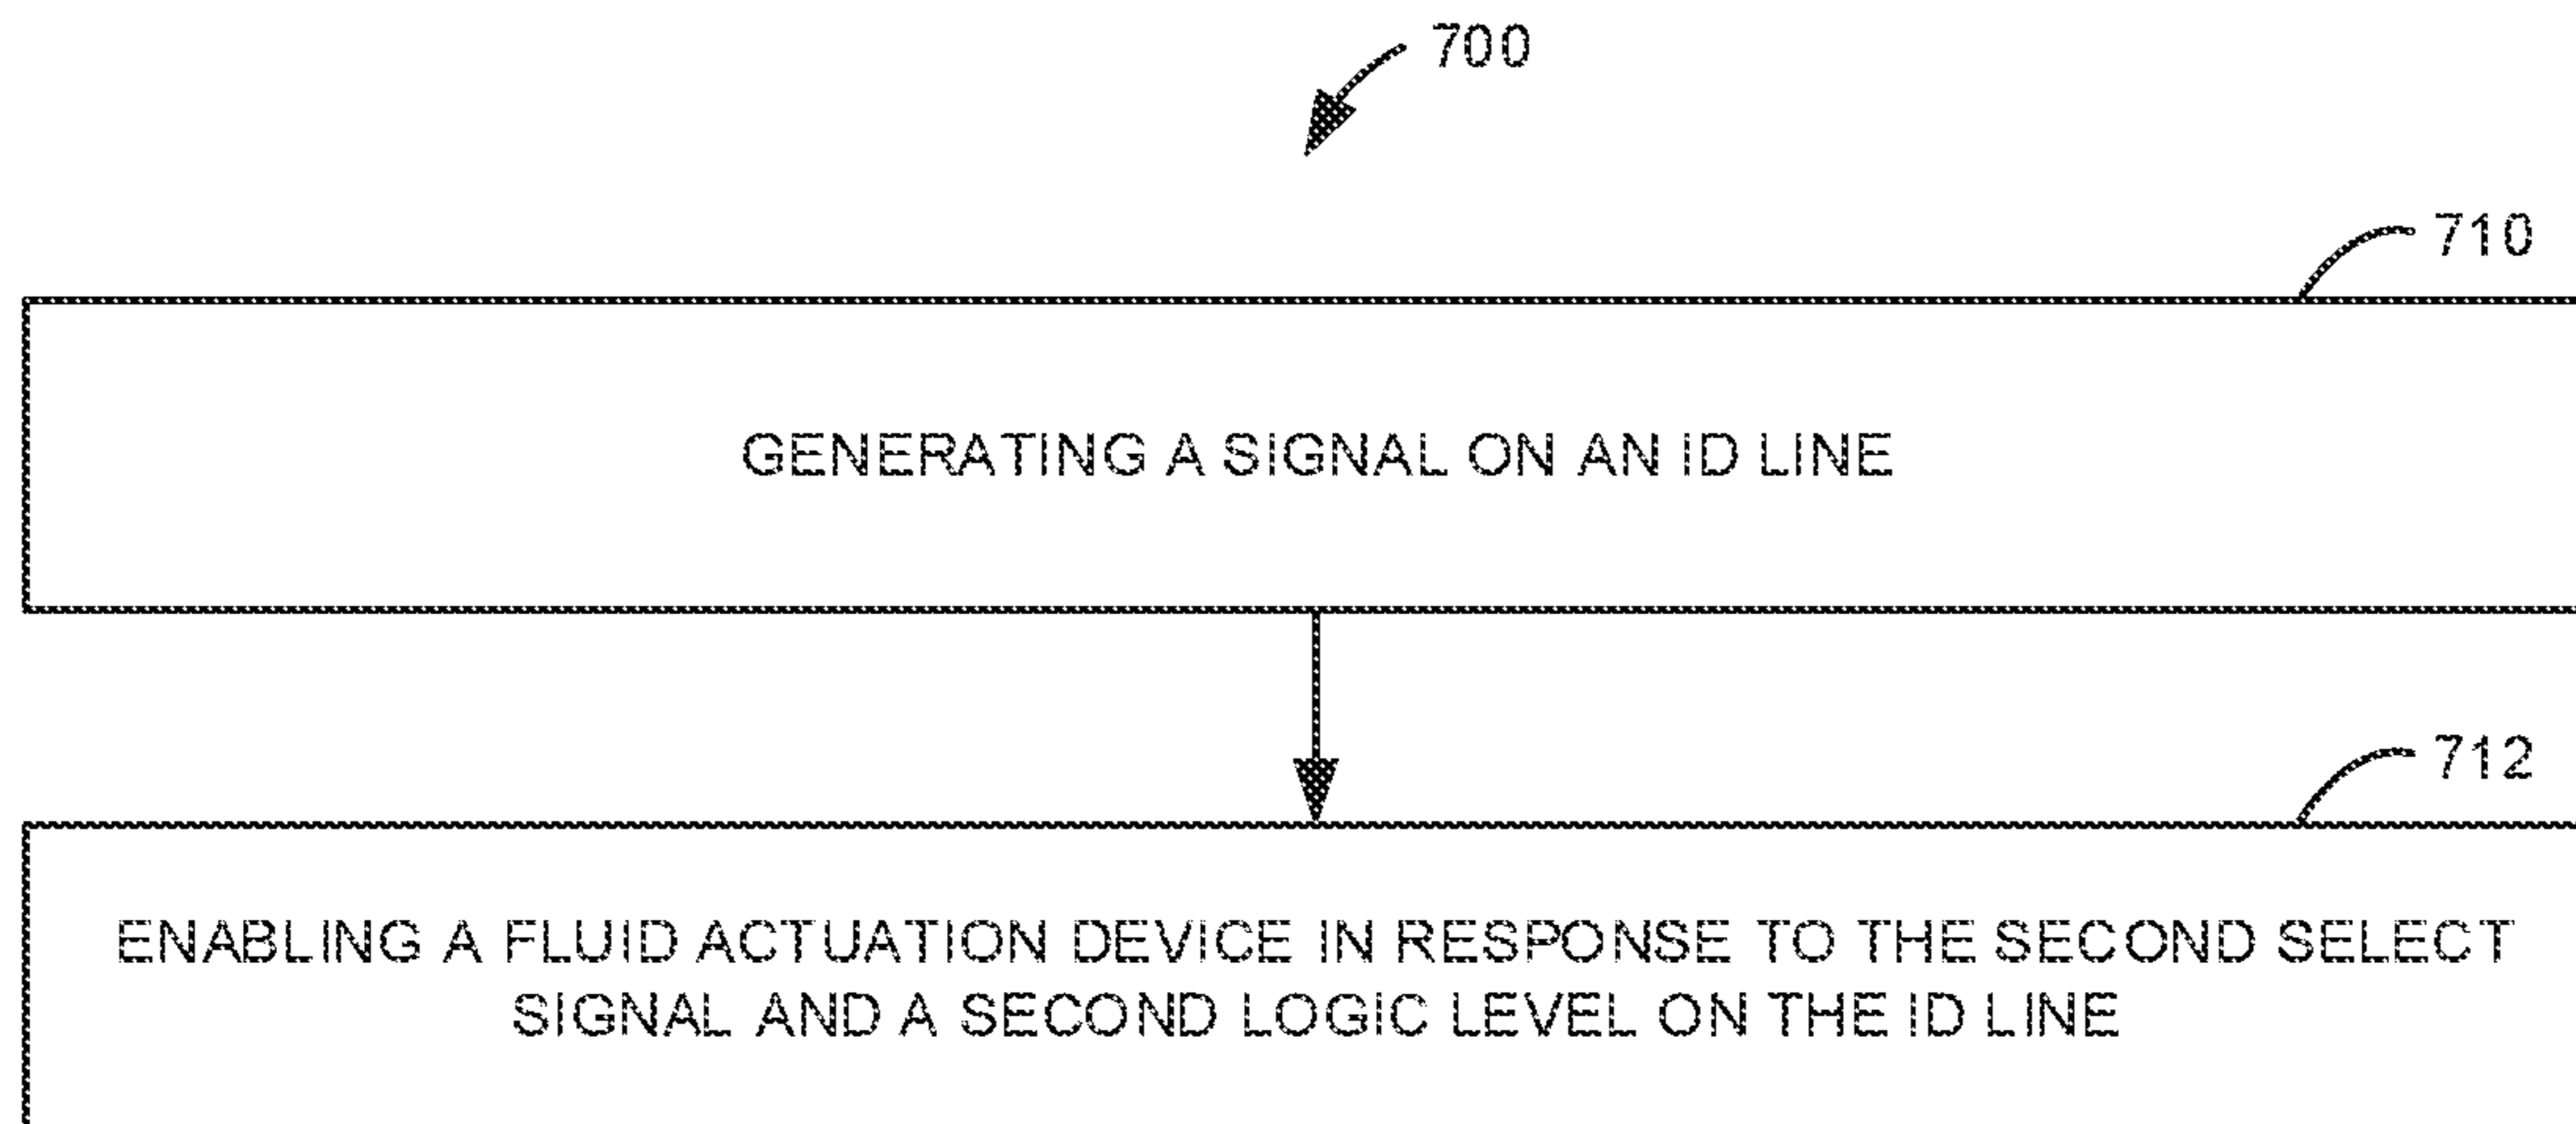 700
710
GENERATING A SIGNAL ON AN ID LINE
712
ENABLING A FLUID ACTUATION DEVICE IN RESPONSE TO THE SECOND SELECT
SIGNAL AND A SECOND LOGIC LEVEL ON THE ID LINE